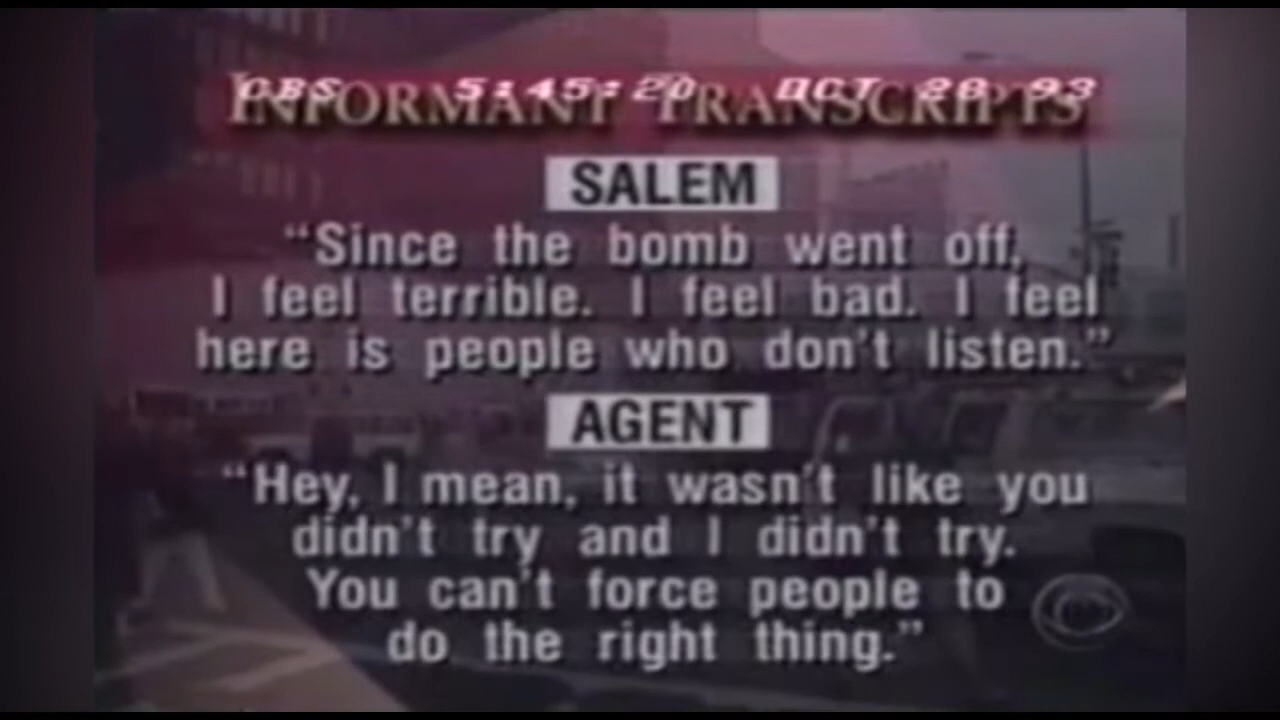 CBS 5:45:20 OCT 28 93
INFORMANT TRANSCRIPTS
SALEM
“Since the bomb went off,
I feel terrible. I feel bad. I feel
here is people who don't listen.”
AGENT
“Hey, I mean, it wasn't like you
didn't try and I didn't try.
You can't force people to
do the right thing.”